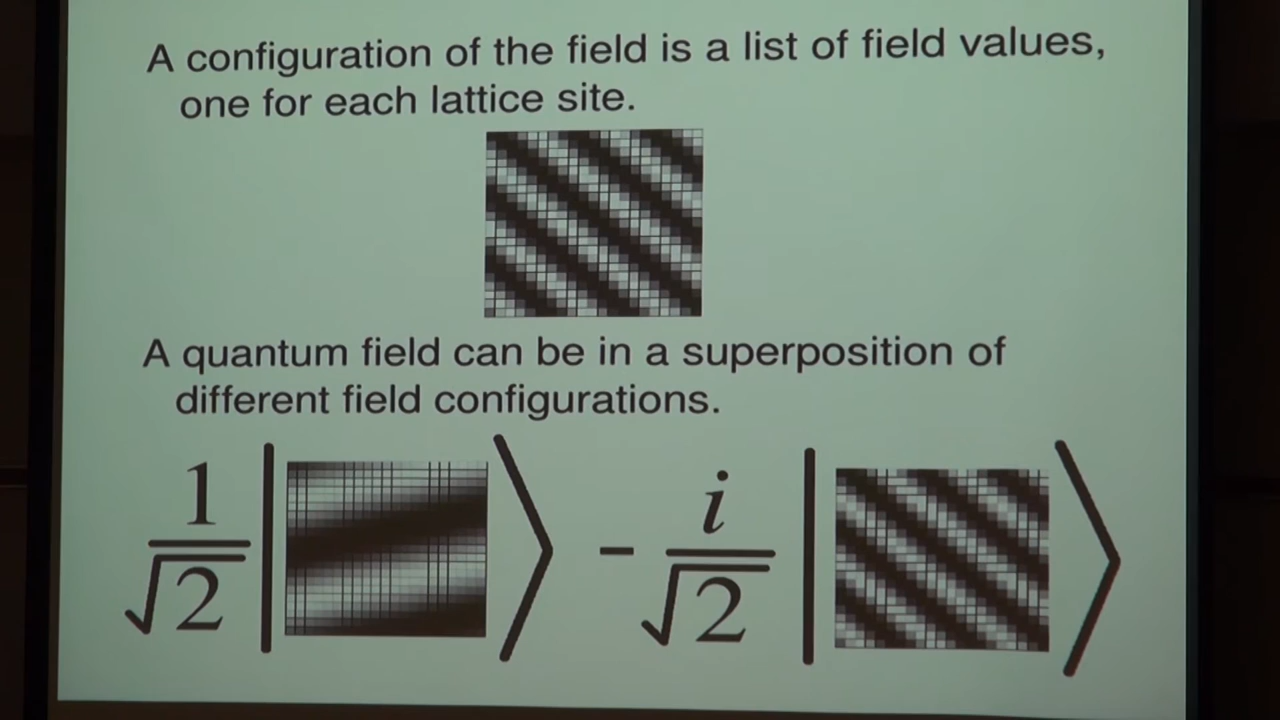 A configuration of the field is a list of field values,
one for each lattice site.
A quantum field can be in a superposition of
different field configurations.
1/√2 | ⟩ - i/√2 | ⟩